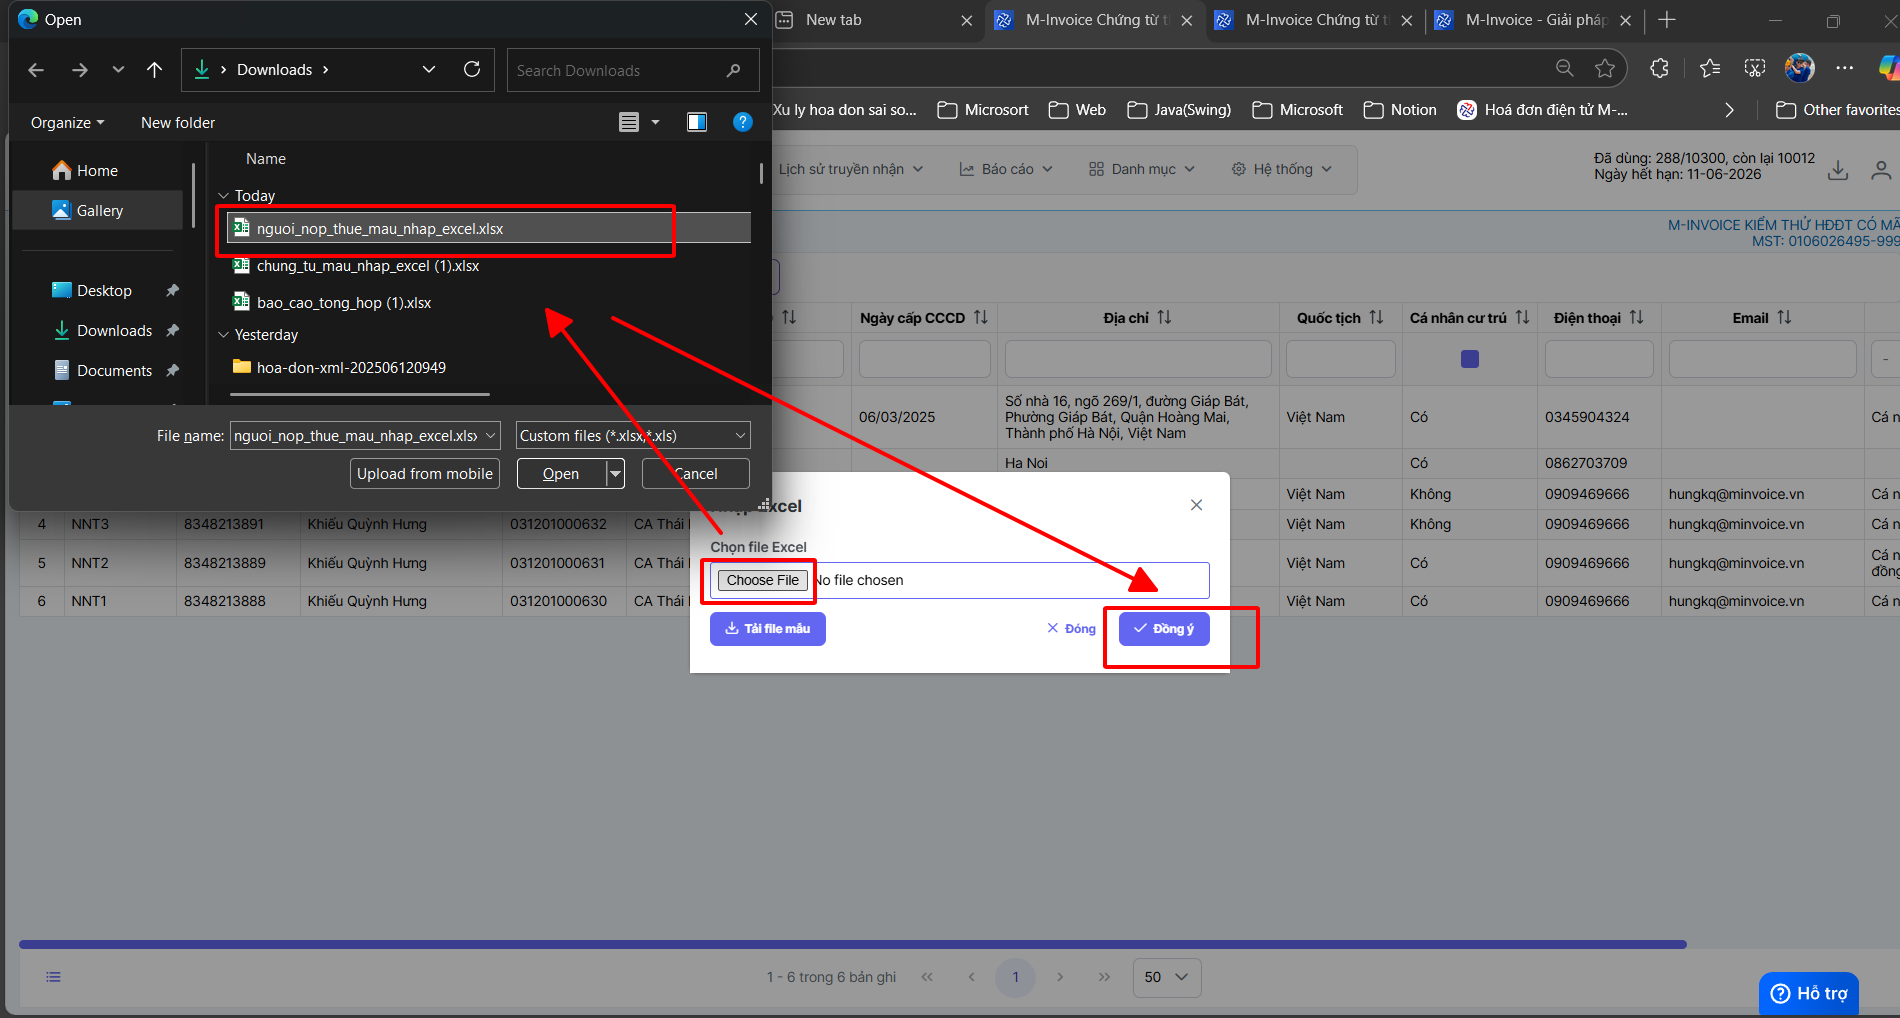 Open
New tab
M-Invoice Chứng từ t
M-Invoice Chứng từ t
M-Invoice - Giải pháp
Downloads
Search Downloads
Organize
New folder
Xu ly hoa don sai so...
Microsort
Web
Java(Swing)
Microsoft
Notion
Hoá đơn điện tử M-...
Other favorites
Home
Gallery
Desktop
Downloads
Documents
Name
Today
nguoi_nop_thue_mau_nhap_excel.xlsx
chung_tu_mau_nhap_excel (1).xlsx
bao_cao_tong_hop (1).xlsx
Yesterday
hoa-don-xml-202506120949
File name:
nguoi_nop_thue_mau_nhap_excel.xls
Custom files (*.xlsx,*.xls)
Upload from mobile
Open
Cancel
Lịch sử truyền nhận
Báo cáo
Danh mục
Hệ thống
Đã dùng: 288/10300, còn lại 10012
Ngày hết hạn: 11-06-2026
M-INVOICE KIỂM THỬ HĐĐT CÓ MÃ
MST: 0106026495-999
Ngày cấp CCCD Địa chỉ Quốc tịch Cá nhân cư trú Điện thoại Email
-
06/03/2025 Số nhà 16, ngõ 269/1, đường Giáp Bát, Phường Giáp Bát, Quận Hoàng Mai, Thành phố Hà Nội, Việt Nam Việt Nam Có 0345904324 Cá n
Ha Noi Có 0862703709
Việt Nam Không 0909469666 hungkq@minvoice.vn Cá n
4 NNT3 8348213891 Khiếu Quỳnh Hưng 031201000632 CA Thái Việt Nam Không 0909469666 hungkq@minvoice.vn Cá n
5 NNT2 8348213889 Khiếu Quỳnh Hưng 031201000631 CA Thái Việt Nam Có 0909469666 hungkq@minvoice.vn Cá n đồng
6 NNT1 8348213888 Khiếu Quỳnh Hưng 031201000630 CA Thái Việt Nam Có 0909469666 hungkq@minvoice.vn Cá n
Excel
Chọn file Excel
Choose File
No file chosen
Tải file mẫu
Đóng
Đồng ý
1 - 6 trong 6 bản ghi
1
50
Hỗ trợ